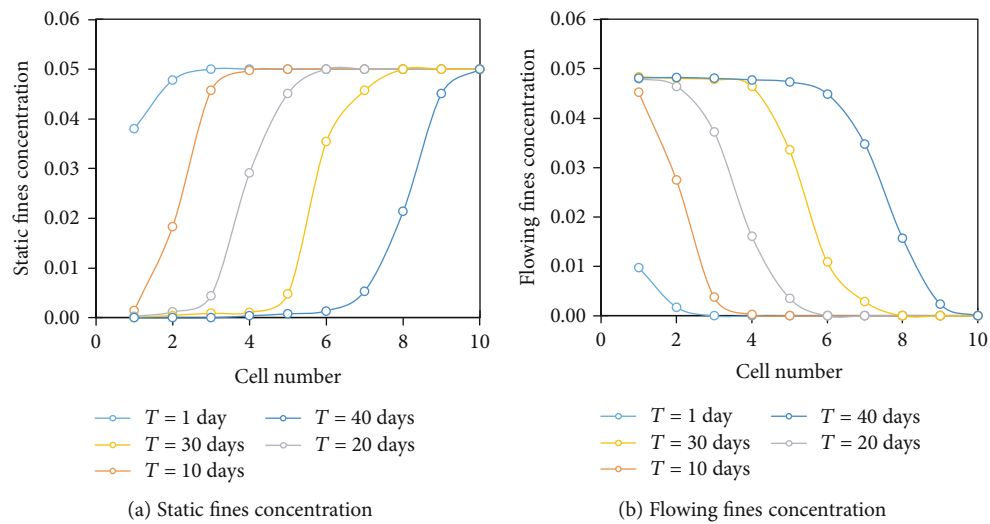 0.06
0.05
0.04
0.03
0.02
0.01
0.00
Static fines concentration
0 2 4 6 8 10
Cell number
T = 1 day
T = 40 days
T = 30 days
T = 20 days
T = 10 days
(a) Static fines concentration
0.06
0.05
0.04
0.03
0.02
0.01
0.00
Flowing fines concentration
0 2 4 6 8 10
Cell number
T = 1 day
T = 40 days
T = 30 days
T = 20 days
T = 10 days
(b) Flowing fines concentration